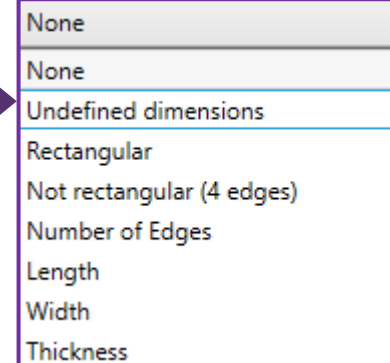 None
None
Undefined dimensions
Rectangular
Not rectangular (4 edges)
Number of Edges
Length
Width
Thickness